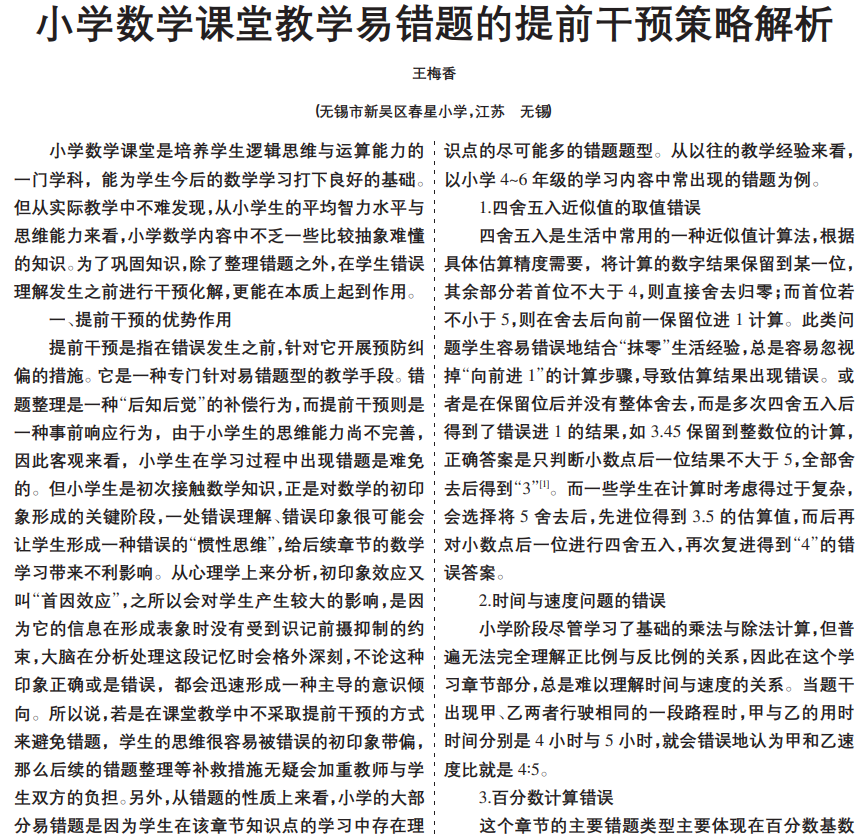 小学数学课堂教学易错题的提前干预策略解析
王梅香
(无锡市新吴区春星小学,江苏 无锡)
小学数学课堂是培养学生逻辑思维与运算能力的
一门学科，能为学生今后的数学学习打下良好的基础。
但从实际教学中不难发现,从小学生的平均智力水平与
思维能力来看,小学数学内容中不乏一些比较抽象难懂
的知识。为了巩固知识,除了整理错题之外,在学生错误
理解发生之前进行干预化解,更能在本质上起到作用。
一、提前干预的优势作用
提前干预是指在错误发生之前,针对它开展预防纠
偏的措施。它是一种专门针对易错题型的教学手段。错
题整理是一种“后知后觉”的补偿行为,而提前干预则是
一种事前响应行为，由于小学生的思维能力尚不完善,
因此客观来看，小学生在学习过程中出现错题是难免
的。但小学生是初次接触数学知识,正是对数学的初印
象形成的关键阶段,一处错误理解、错误印象很可能会
让学生形成一种错误的“惯性思维”,给后续章节的数学
学习带来不利影响。从心理学上来分析,初印象效应又
叫“首因效应”,之所以会对学生产生较大的影响,是因
为它的信息在形成表象时没有受到识记前摄抑制的约
束,大脑在分析处理这段记忆时会格外深刻,不论这种
印象正确或是错误，都会迅速形成一种主导的意识倾
向。所以说,若是在课堂教学中不采取提前干预的方式
来避免错题，学生的思维很容易被错误的初印象带偏,
那么后续的错题整理等补救措施无疑会加重教师与学
生双方的负担。另外,从错题的性质上来看,小学的大部
分易错题是因为学生在该章节知识点的学习中存在理
识点的尽可能多的错题题型。从以往的教学经验来看,
以小学 4~6 年级的学习内容中常出现的错题为例。
1.四舍五入近似值的取值错误
四舍五入是生活中常用的一种近似值计算法,根据
具体估算精度需要，将计算的数字结果保留到某一位,
其余部分若首位不大于 4,则直接舍去归零;而首位若
不小于 5,则在舍去后向前一保留位进 1 计算。此类问
题学生容易错误地结合“抹零”生活经验,总是容易忽视
掉“向前进 1”的计算步骤,导致估算结果出现错误。或
者是在保留位后并没有整体舍去,而是多次四舍五入后
得到了错误进 1 的结果,如 3.45 保留到整数位的计算,
正确答案是只判断小数点后一位结果不大于 5,全部舍
去后得到“3”[1]。而一些学生在计算时考虑得过于复杂,
会选择将 5 舍去后,先进位得到 3.5 的估算值,而后再
对小数点后一位进行四舍五入,再次复进得到“4”的错
误答案。
2.时间与速度问题的错误
小学阶段尽管学习了基础的乘法与除法计算,但普
遍无法完全理解正比例与反比例的关系,因此在这个学
习章节部分,总是难以理解时间与速度的关系。当题干
出现甲、乙两者行驶相同的一段路程时,甲与乙的用时
时间分别是 4 小时与 5 小时,就会错误地认为甲和乙速
度比就是 4:5。
3.百分数计算错误
这个章节的主要错题类型主要体现在百分数基数